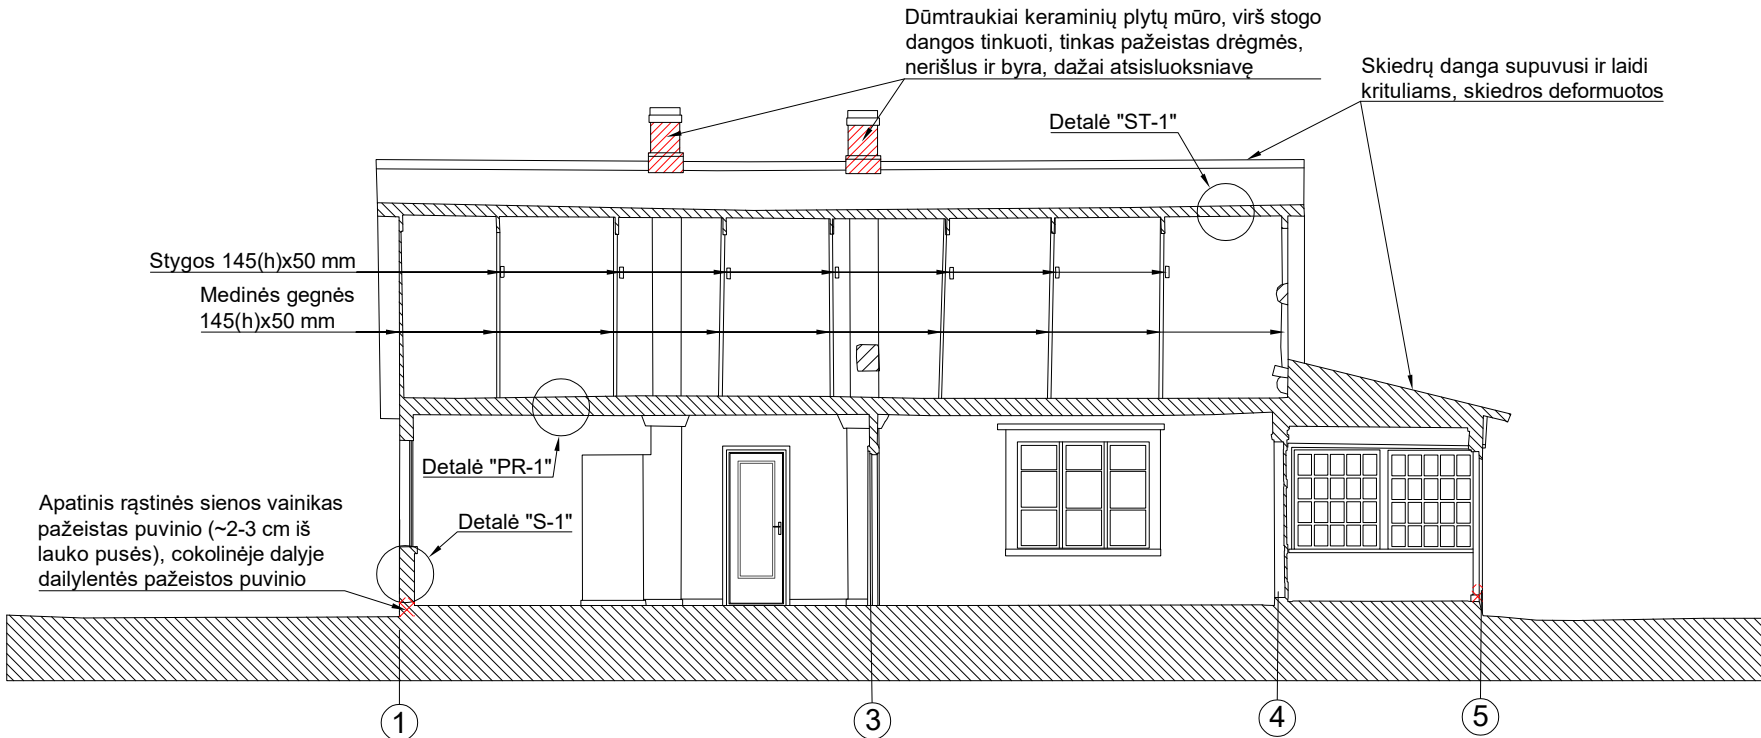 Dūmtraukiai keraminių plytų mūro, virš stogo
dangos tinkuoti, tinkas pažeistas drėgmės,
nerišlus ir byra, dažai atsisluoksniavę
Skiedrų danga supuvusi ir laidi
krituliams, skiedros deformuotos
Detalė "ST-1"
Stygos 145(h)x50 mm
Medinės gegnės
145(h)x50 mm
Detalė "PR-1"
Apatinis rąstinės sienos vainikas
pažeistas puvinio (~2-3 cm iš
lauko pusės), cokolinėje dalyje
dailylentės pažeistos puvinio
Detalė "S-1"
1
3
4
5